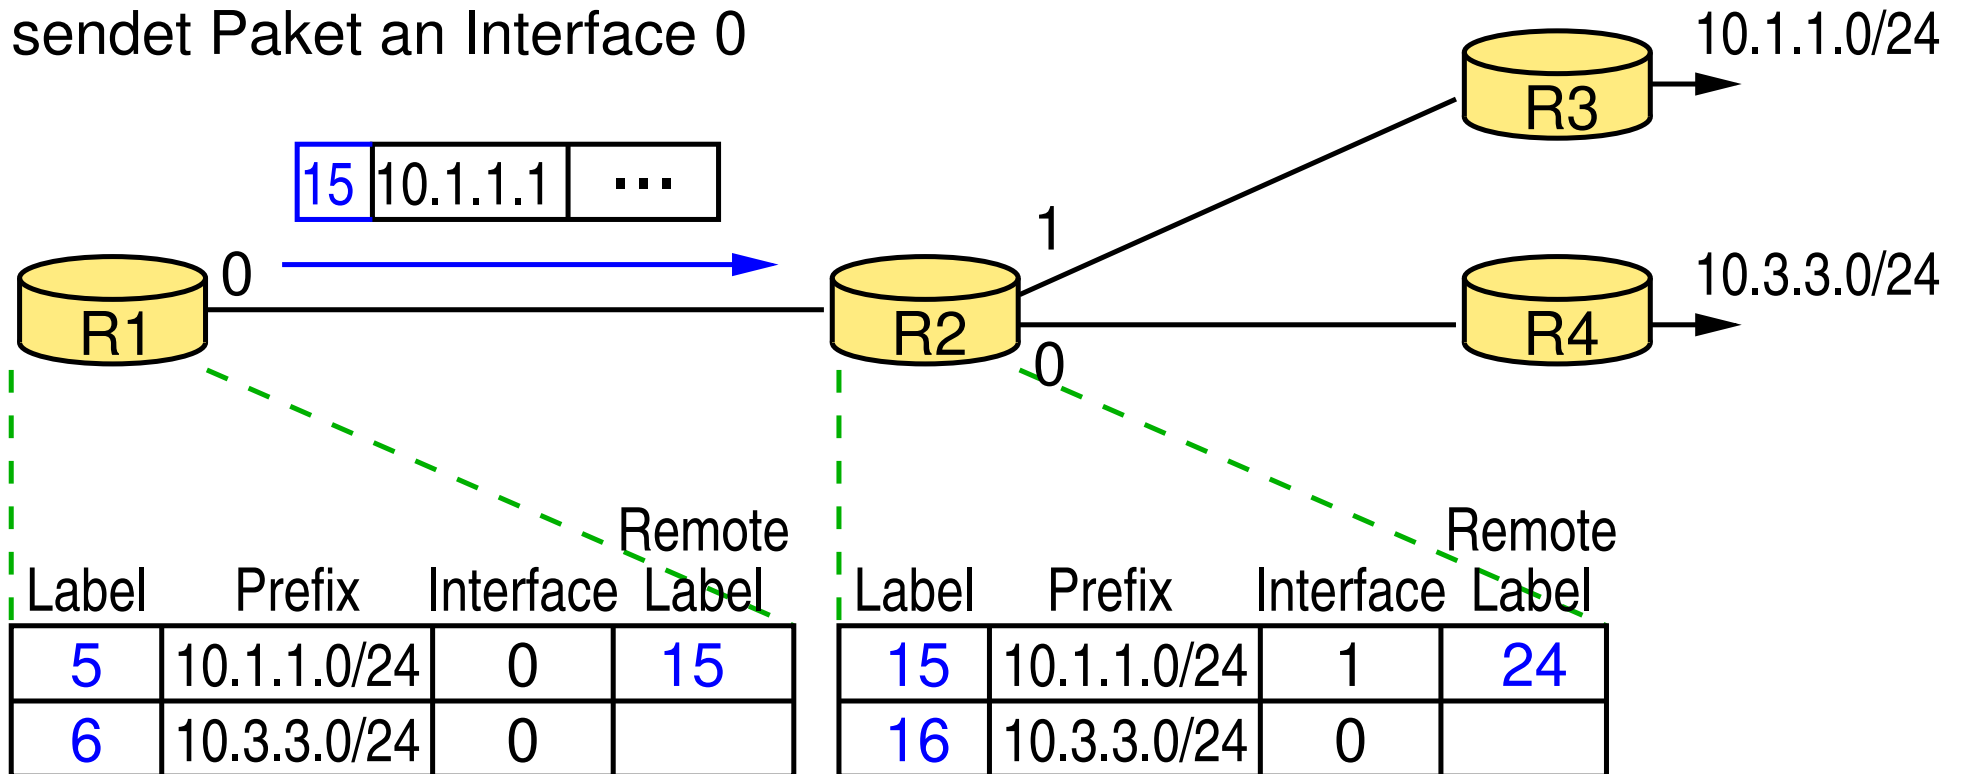 sendet Paket an Interface 0
10.1.1.0/24
R3
15 10.1.1.1 ...
1
0
10.3.3.0/24
R1
R2
R4
0
Remote
Label Prefix Interface Label
5 10.1.1.0/24 0 15
6 10.3.3.0/24 0
Remote
Label Prefix Interface Label
15 10.1.1.0/24 1 24
16 10.3.3.0/24 0